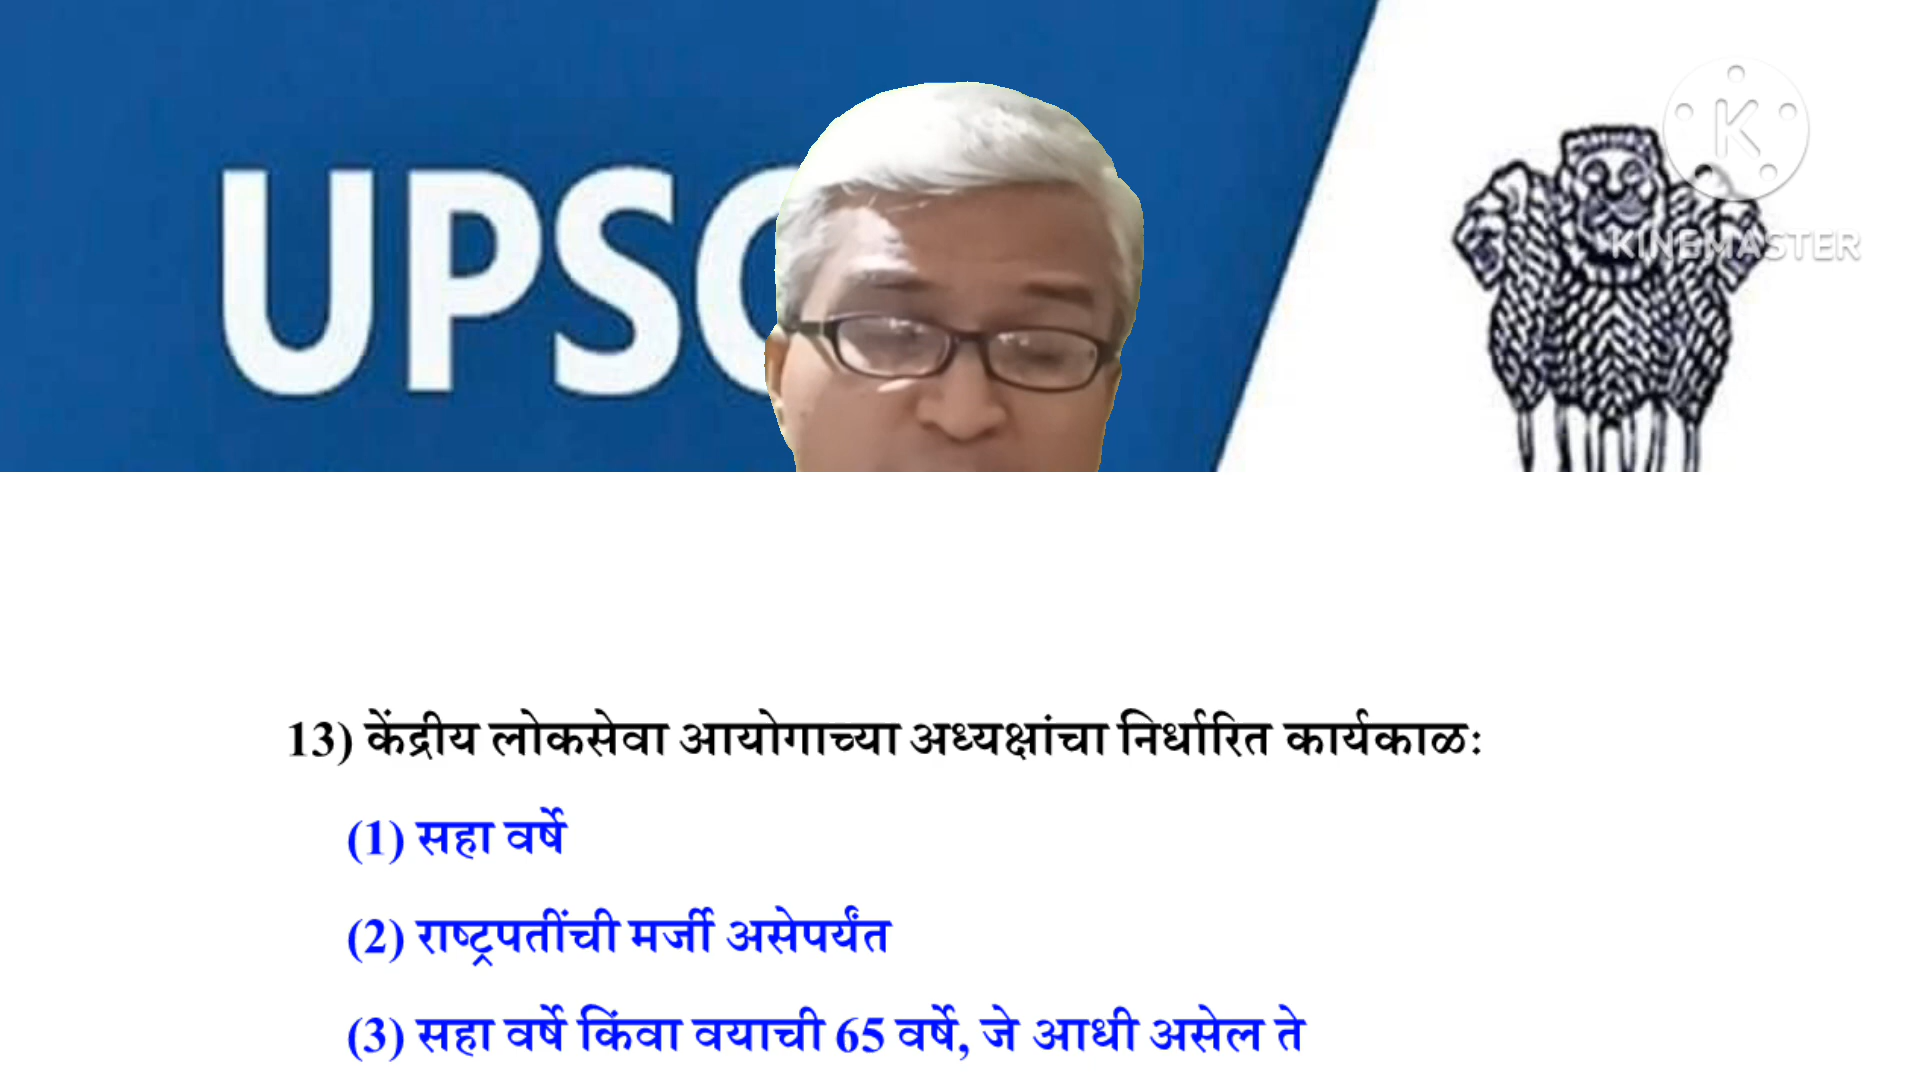 UPSC
K
KINEMASTER
13) केंद्रीय लोकसेवा आयोगाच्या अध्यक्षांचा निर्धारित कार्यकाळ:
(1) सहा वर्षे
(2) राष्ट्रपतींची मर्जी असेपर्यंत
(3) सहा वर्षे किंवा वयाची 65 वर्षे, जे आधी असेल ते